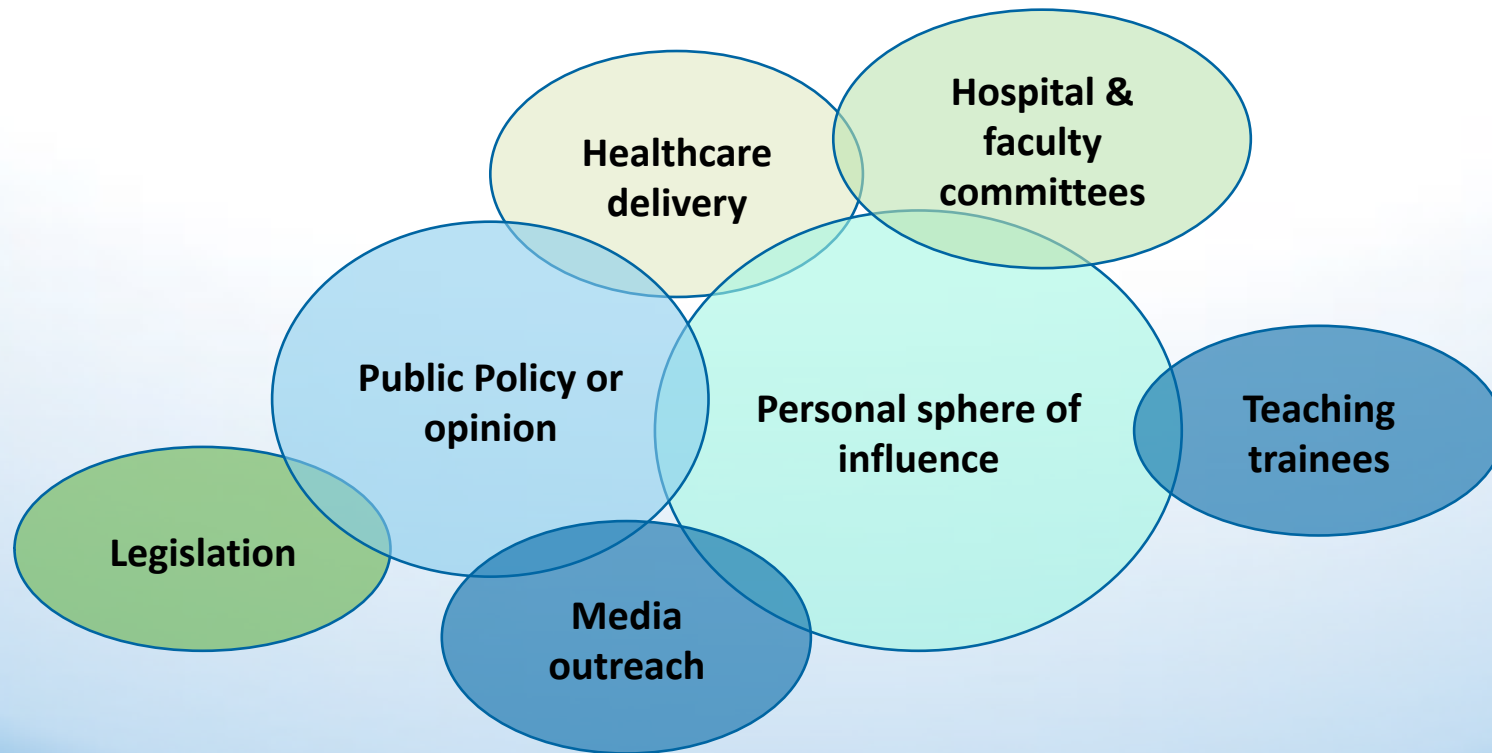 Hospital &
faculty
committees
Healthcare
delivery
Public Policy or
opinion
Personal sphere of
influence
Teaching
trainees
Legislation
Media
outreach